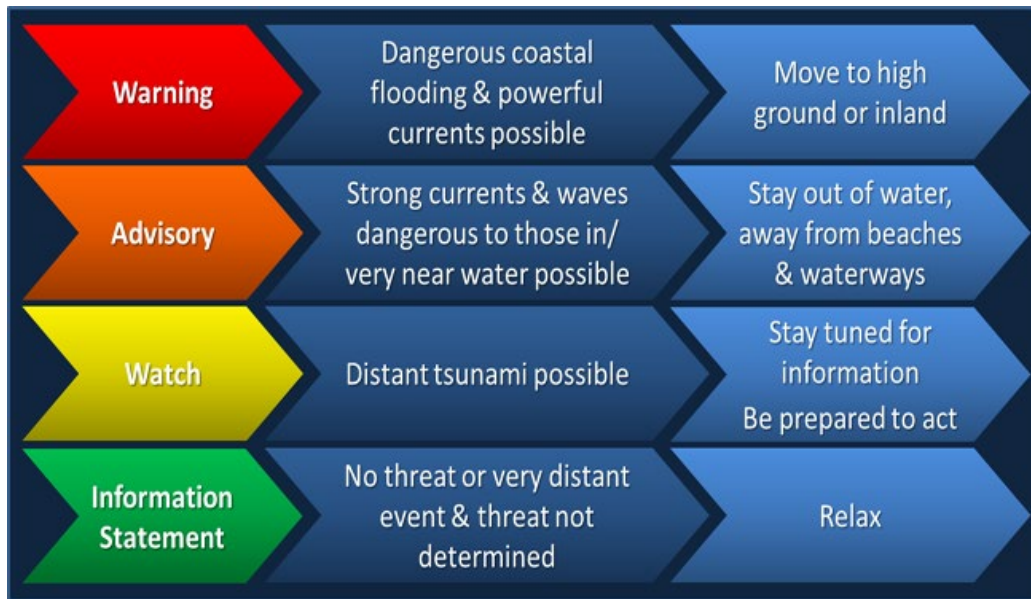 Warning
Dangerous coastal
flooding & powerful
currents possible
Move to high
ground or inland
Advisory
Strong currents & waves
dangerous to those in/
very near water possible
Stay out of water,
away from beaches
& waterways
Watch
Distant tsunami possible
Stay tuned for
information
Be prepared to act
Information
Statement
No threat or very distant
event & threat not
determined
Relax